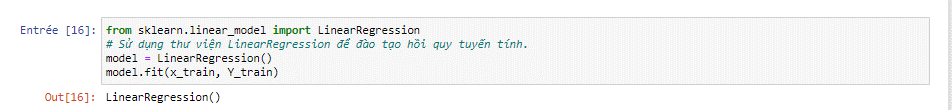 Entrée [16]: from sklearn.linear_model import LinearRegression
# Sử dụng thư viện LinearRegression để đào tạo hồi quy tuyến tính.
model = LinearRegression()
model.fit(x_train, Y_train)
Out[16]: LinearRegression()